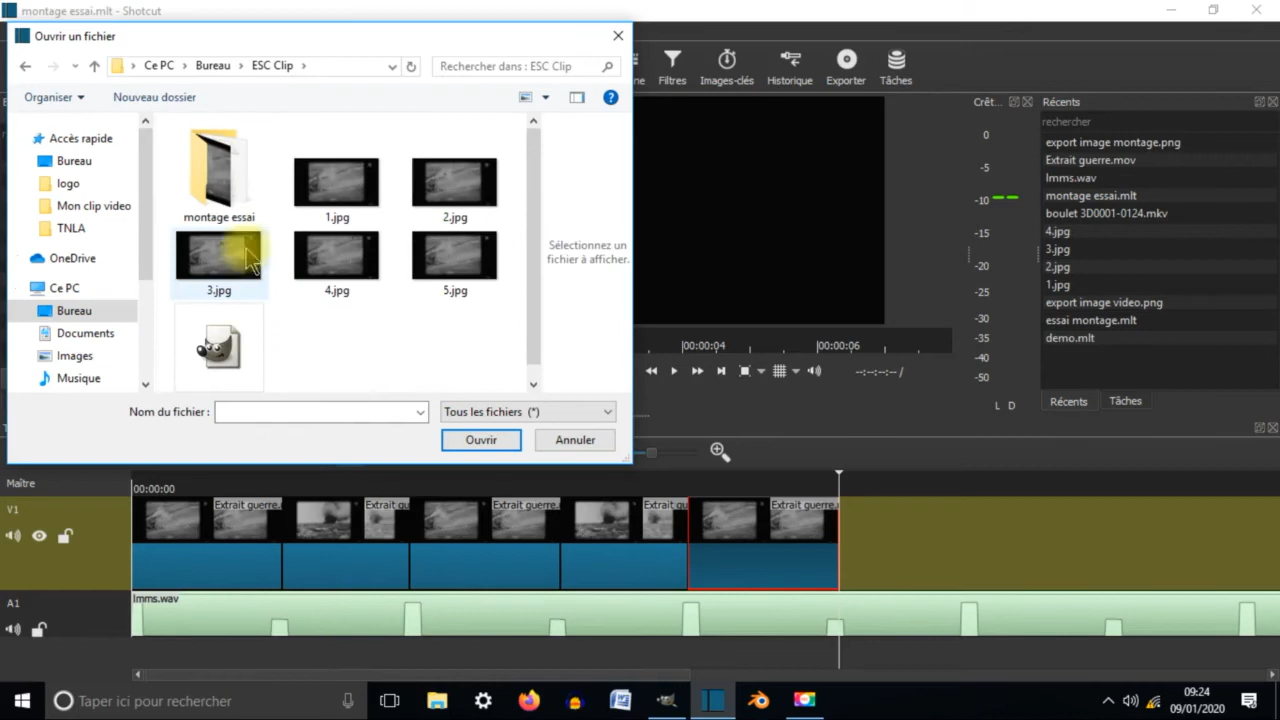 montage essai.mlt - Shotcut
Ouvrir un fichier
Ce PC > Bureau > ESC Clip >
Rechercher dans : ESC Clip
Organiser
Nouveau dossier
Accès rapide
Bureau
logo
Mon clip video
TNLA
OneDrive
Ce PC
Bureau
Documents
Images
Musique
montage essai
1.jpg
2.jpg
3.jpg
4.jpg
5.jpg
Sélectionnez un
fichier à afficher.
Nom du fichier :
Tous les fichiers (*)
Ouvrir
Annuler
Filtres
Images-clés
Historique
Exporter
Tâches
Crêt...
0
-5
-10
-15
-20
-25
-30
-35
-40
-50
L D
Récents
rechercher
export image montage.png
Extrait guerre.mov
lmms.wav
montage essai.mlt
boulet 3D0001-0124.mkv
4.jpg
3.jpg
2.jpg
1.jpg
export image video.png
essai montage.mlt
demo.mlt
Récents
Tâches
00:00:04
00:00:06
--:--:--:-- /
Maître
00:00:00
V1
Extrait guerre.
Extrait gu
Extrait guerre.
Extrait gu
Extrait guerre.
A1
lmms.wav
Taper ici pour rechercher
09:24
09/01/2020